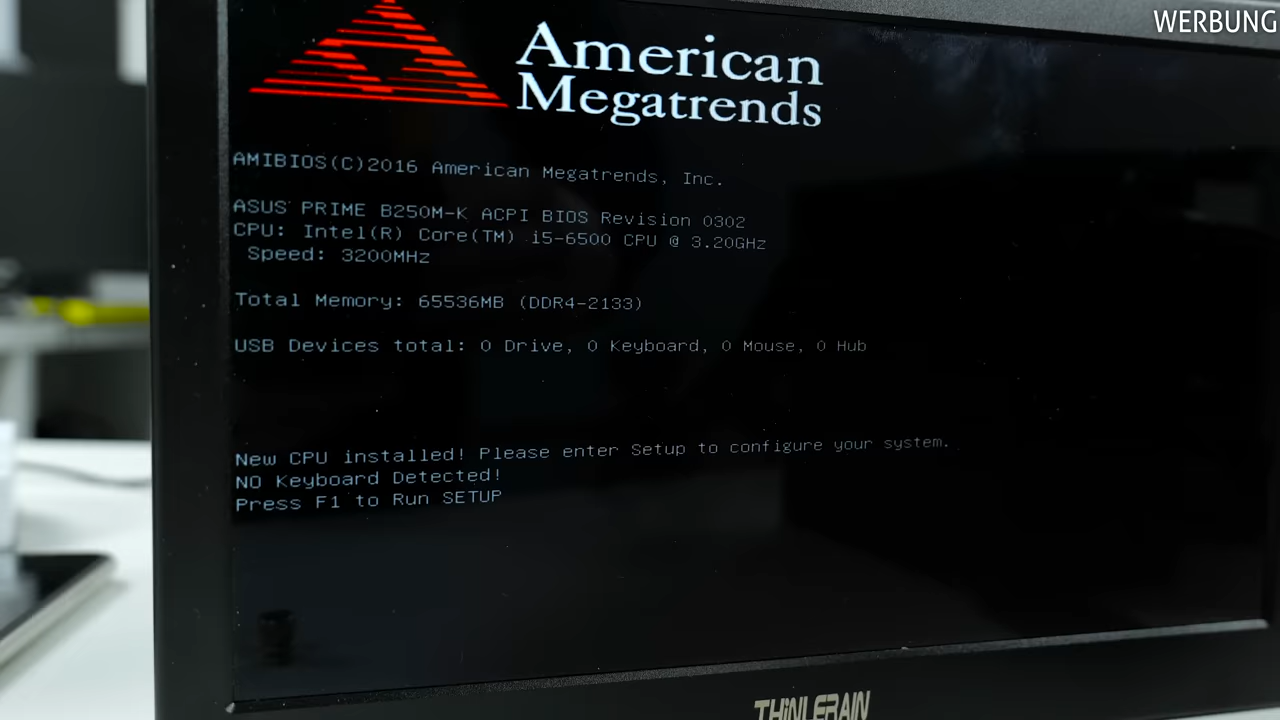 WERBUNG
American
Megatrends
AMIBIOS(C)2016 American Megatrends, Inc.
ASUS PRIME B250M-K ACPI BIOS Revision 0302
CPU: Intel(R) Core(TM) i5-6500 CPU @ 3.20GHz
Speed: 3200MHz
Total Memory: 65536MB (DDR4-2133)
USB Devices total: 0 Drive, 0 Keyboard, 0 Mouse, 0 Hub
New CPU installed! Please enter Setup to configure your system.
NO Keyboard Detected!
Press F1 to Run SETUP
THINLERAIN